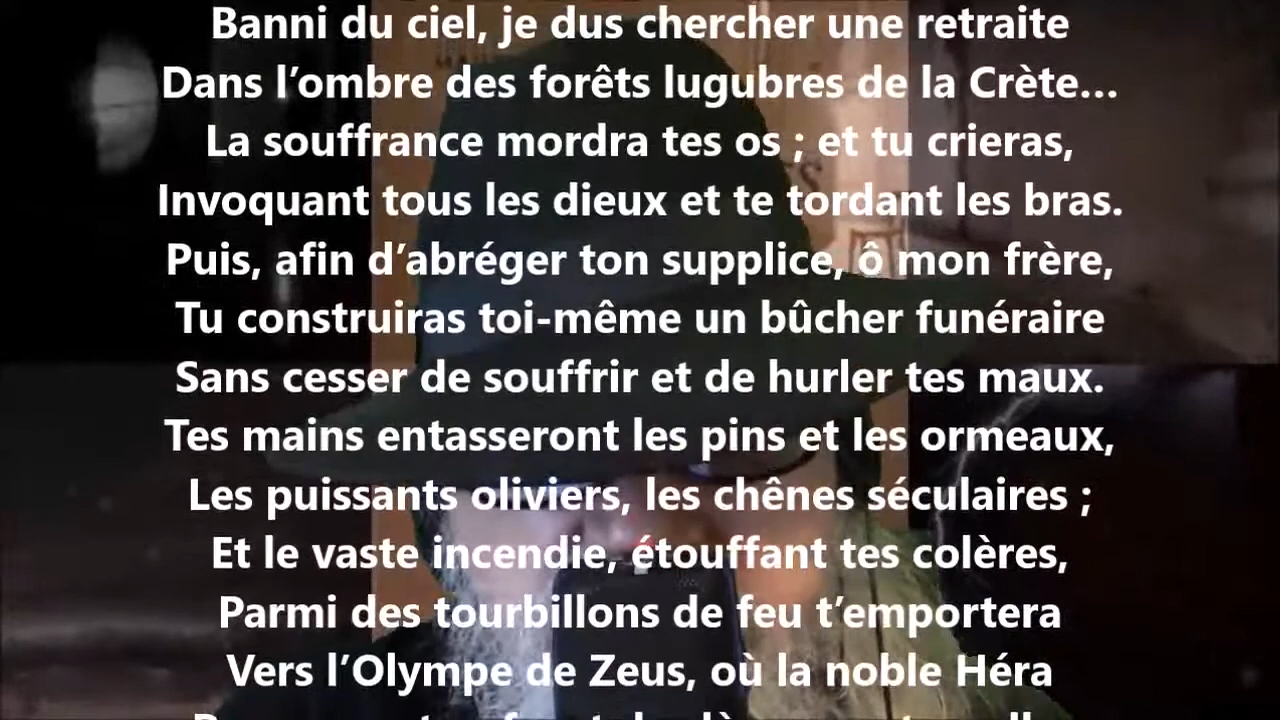 Banni du ciel, je dus chercher une retraite
Dans l’ombre des forêts lugubres de la Crète...
La souffrance mordra tes os ; et tu crieras,
Invoquant tous les dieux et te tordant les bras.
Puis, afin d’abréger ton supplice, ô mon frère,
Tu construiras toi-même un bûcher funéraire
Sans cesser de souffrir et de hurler tes maux.
Tes mains entasseront les pins et les ormeaux,
Les puissants oliviers, les chênes séculaires ;
Et le vaste incendie, étouffant tes colères,
Parmi des tourbillons de feu t’emportera
Vers l’Olympe de Zeus, où la noble Héra